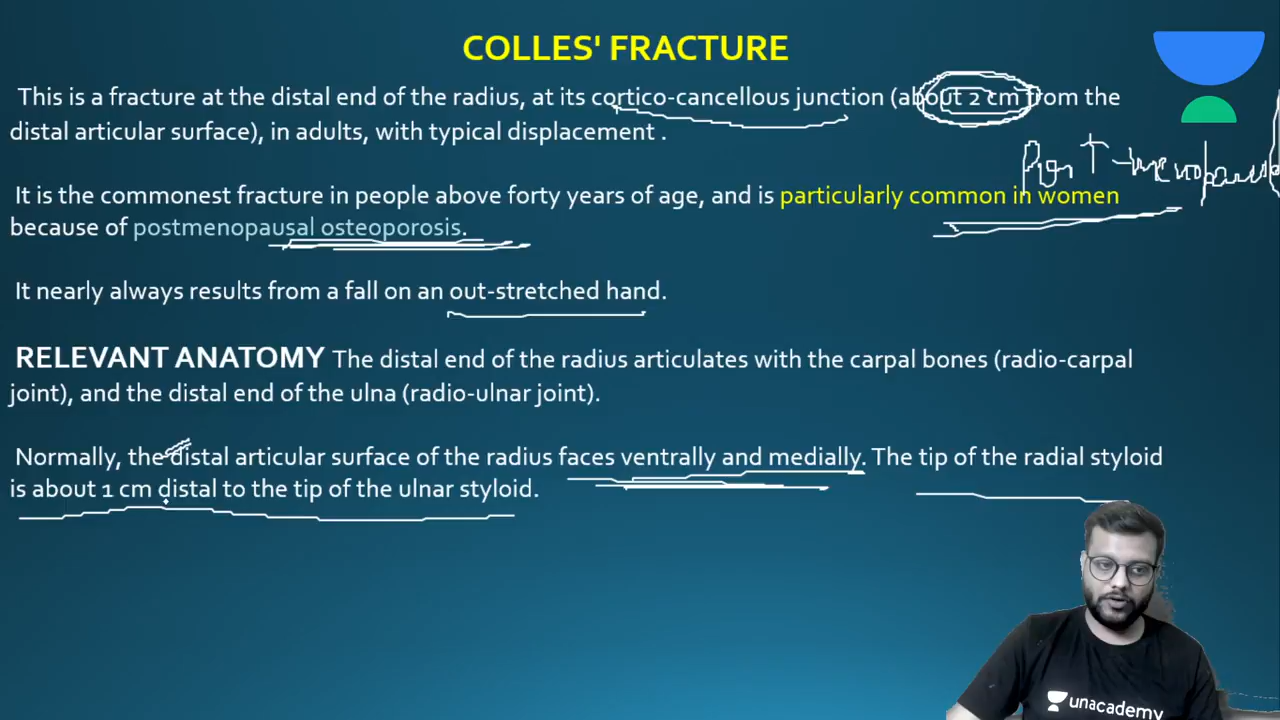 COLLES' FRACTURE
This is a fracture at the distal end of the radius, at its cortico-cancellous junction (about 2 cm from the
distal articular surface), in adults, with typical displacement .
It is the commonest fracture in people above forty years of age, and is particularly common in women
because of postmenopausal osteoporosis.
It nearly always results from a fall on an out-stretched hand.
RELEVANT ANATOMY The distal end of the radius articulates with the carpal bones (radio-carpal
joint), and the distal end of the ulna (radio-ulnar joint).
Normally, the distal articular surface of the radius faces ventrally and medially. The tip of the radial styloid
is about 1 cm distal to the tip of the ulnar styloid.
unacademy